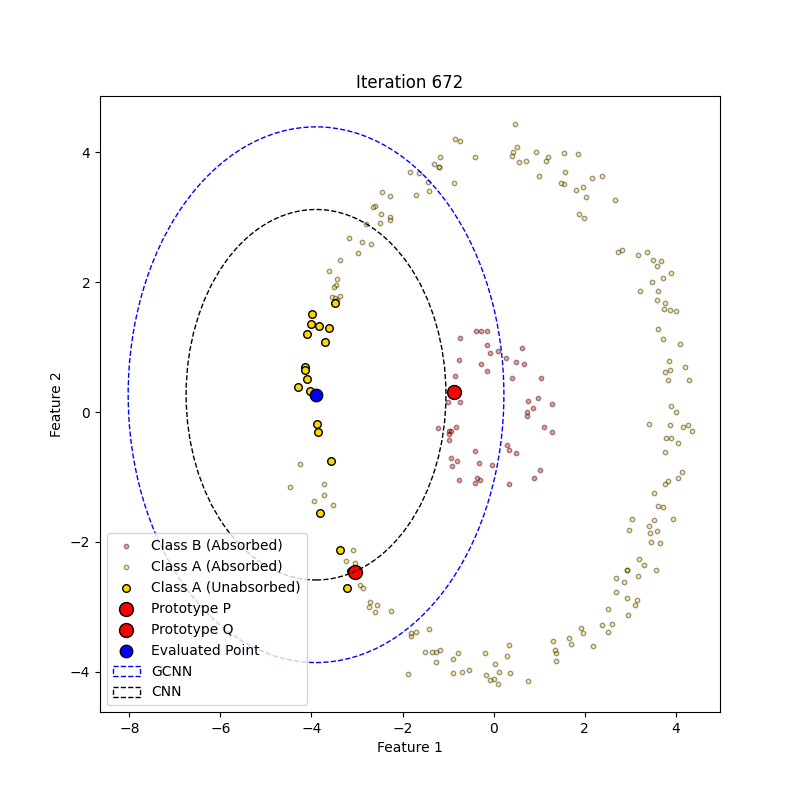 Iteration 672
Feature 2
4
2
0
−2
−4
Class B (Absorbed)
Class A (Absorbed)
Class A (Unabsorbed)
Prototype P
Prototype Q
Evaluated Point
GCNN
CNN
−8
−6
−4
−2
0
2
4
Feature 1